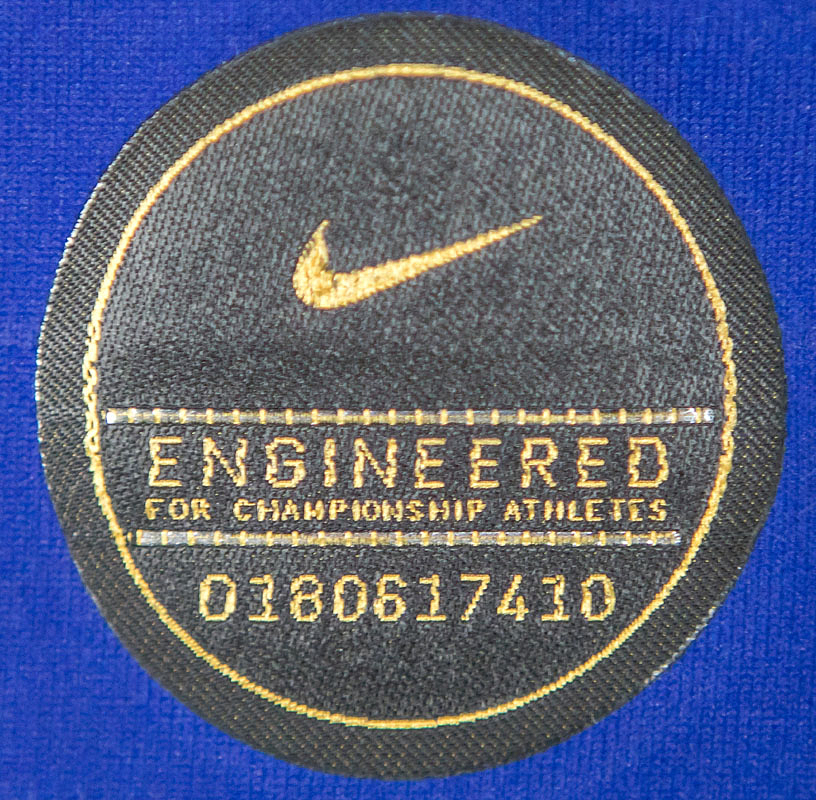 ENGINEERED
FOR CHAMPIONSHIP ATHLETES
0180617410